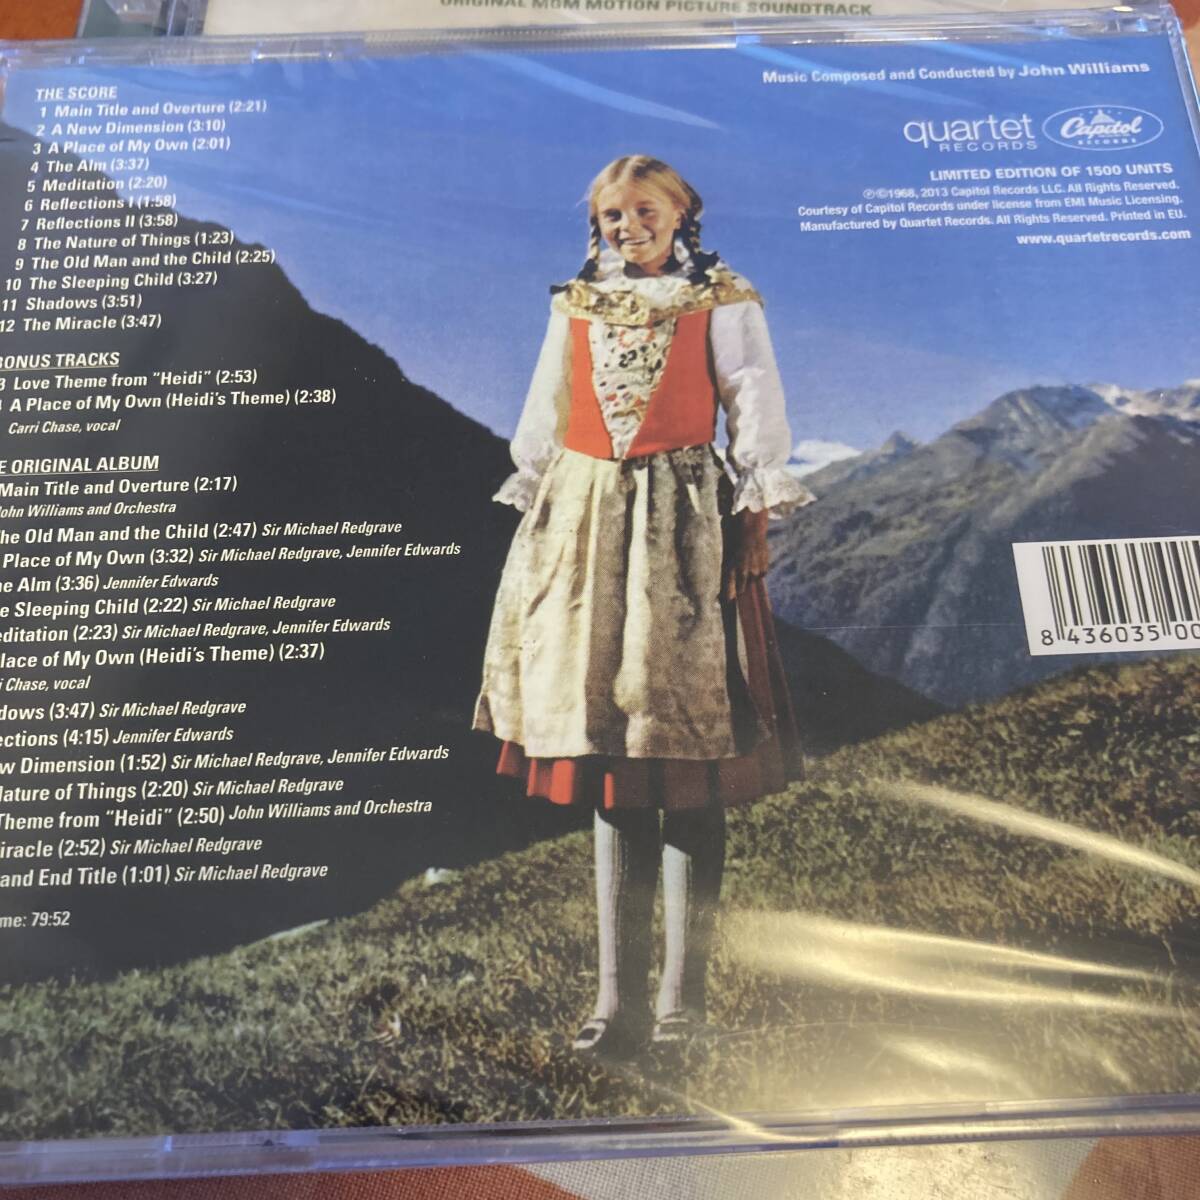 ORIGINAL MGM MOTION PICTURE SOUNDTRACK
THE SCORE
1 Main Title and Overture (2:21)
2 A New Dimension (3:10)
3 A Place of My Own (2:01)
4 The Alm (3:37)
5 Meditation (2:20)
6 Reflections I (1:58)
7 Reflections II (3:58)
8 The Nature of Things (1:23)
9 The Old Man and the Child (2:25)
10 The Sleeping Child (3:27)
11 Shadows (3:51)
12 The Miracle (3:47)
BONUS TRACKS
3 Love Theme from "Heidi" (2:53)
A Place of My Own (Heidi's Theme) (2:38)
Carri Chase, vocal
E ORIGINAL ALBUM
Main Title and Overture (2:17)
John Williams and Orchestra
The Old Man and the Child (2:47) Sir Michael Redgrave
Place of My Own (3:32) Sir Michael Redgrave, Jennifer Edwards
he Alm (3:36) Jennifer Edwards
e Sleeping Child (2:22) Sir Michael Redgrave
editation (2:23) Sir Michael Redgrave, Jennifer Edwards
lace of My Own (Heidi's Theme) (2:37)
i Chase, vocal
dows (3:47) Sir Michael Redgrave
ections (4:15) Jennifer Edwards
w Dimension (1:52) Sir Michael Redgrave, Jennifer Edwards
Nature of Things (2:20) Sir Michael Redgrave
Theme from "Heidi" (2:50) John Williams and Orchestra
iracle (2:52) Sir Michael Redgrave
and End Title (1:01) Sir Michael Redgrave
me: 79:52
Music Composed and Conducted by John Williams
quartet RECORDS
Capitol RECORDS
LIMITED EDITION OF 1500 UNITS
℗©1968, 2013 Capitol Records LLC. All Rights Reserved.
Courtesy of Capitol Records under license from EMI Music Licensing.
Manufactured by Quartet Records. All Rights Reserved. Printed in EU.
www.quartetrecords.com
8 436035 00